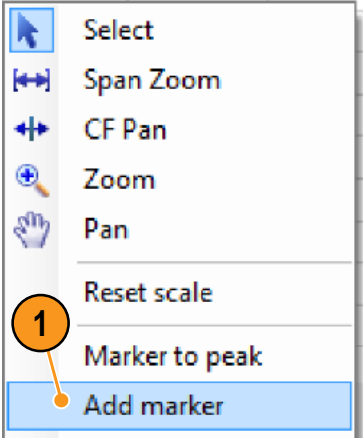 Select
Span Zoom
CF Pan
Zoom
Pan
Reset scale
1
Marker to peak
Add marker